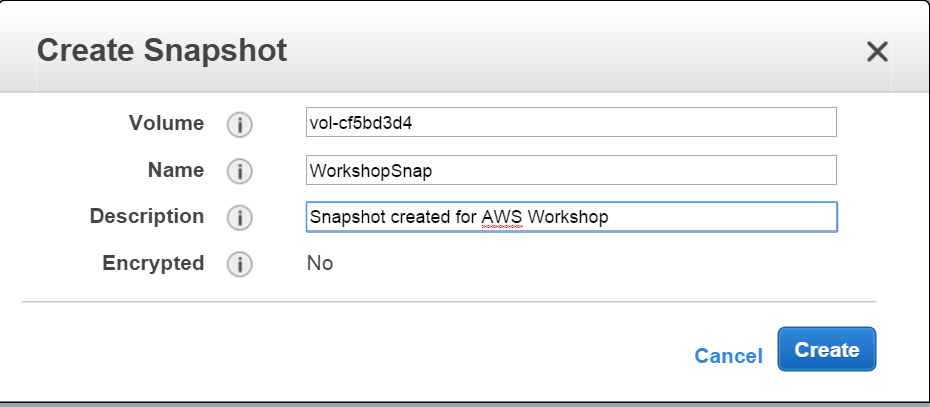 Create Snapshot
Volume vol-cf5bd3d4
Name WorkshopSnap
Description Snapshot created for AWS Workshop
Encrypted No
Cancel Create